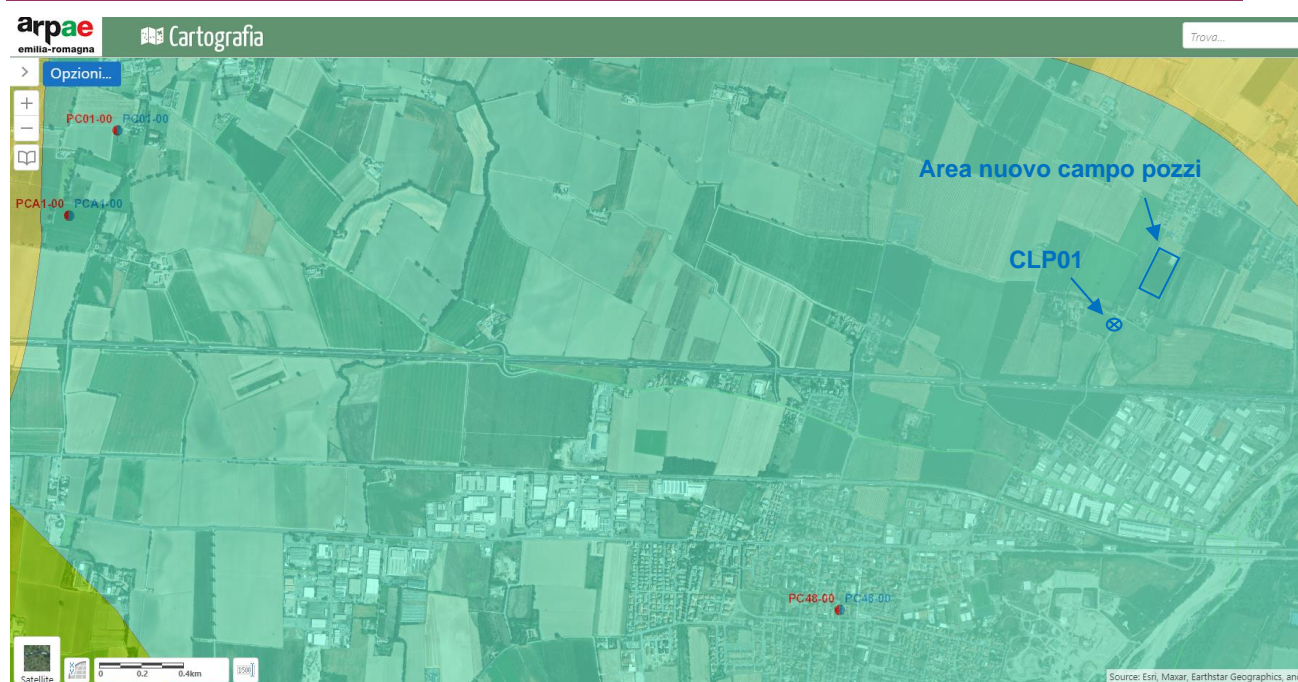 arpae
emilia-romagna
Cartografia
Trova...
Opzioni...
PC01-00 PC01-00
Area nuovo campo pozzi
PCA1-00 PCA1-00
CLP01
PC48-00 PC48-00
Satellite
X Y
0 0.2 0.4km
Source: Esri, Maxar, Earthstar Geographics, and